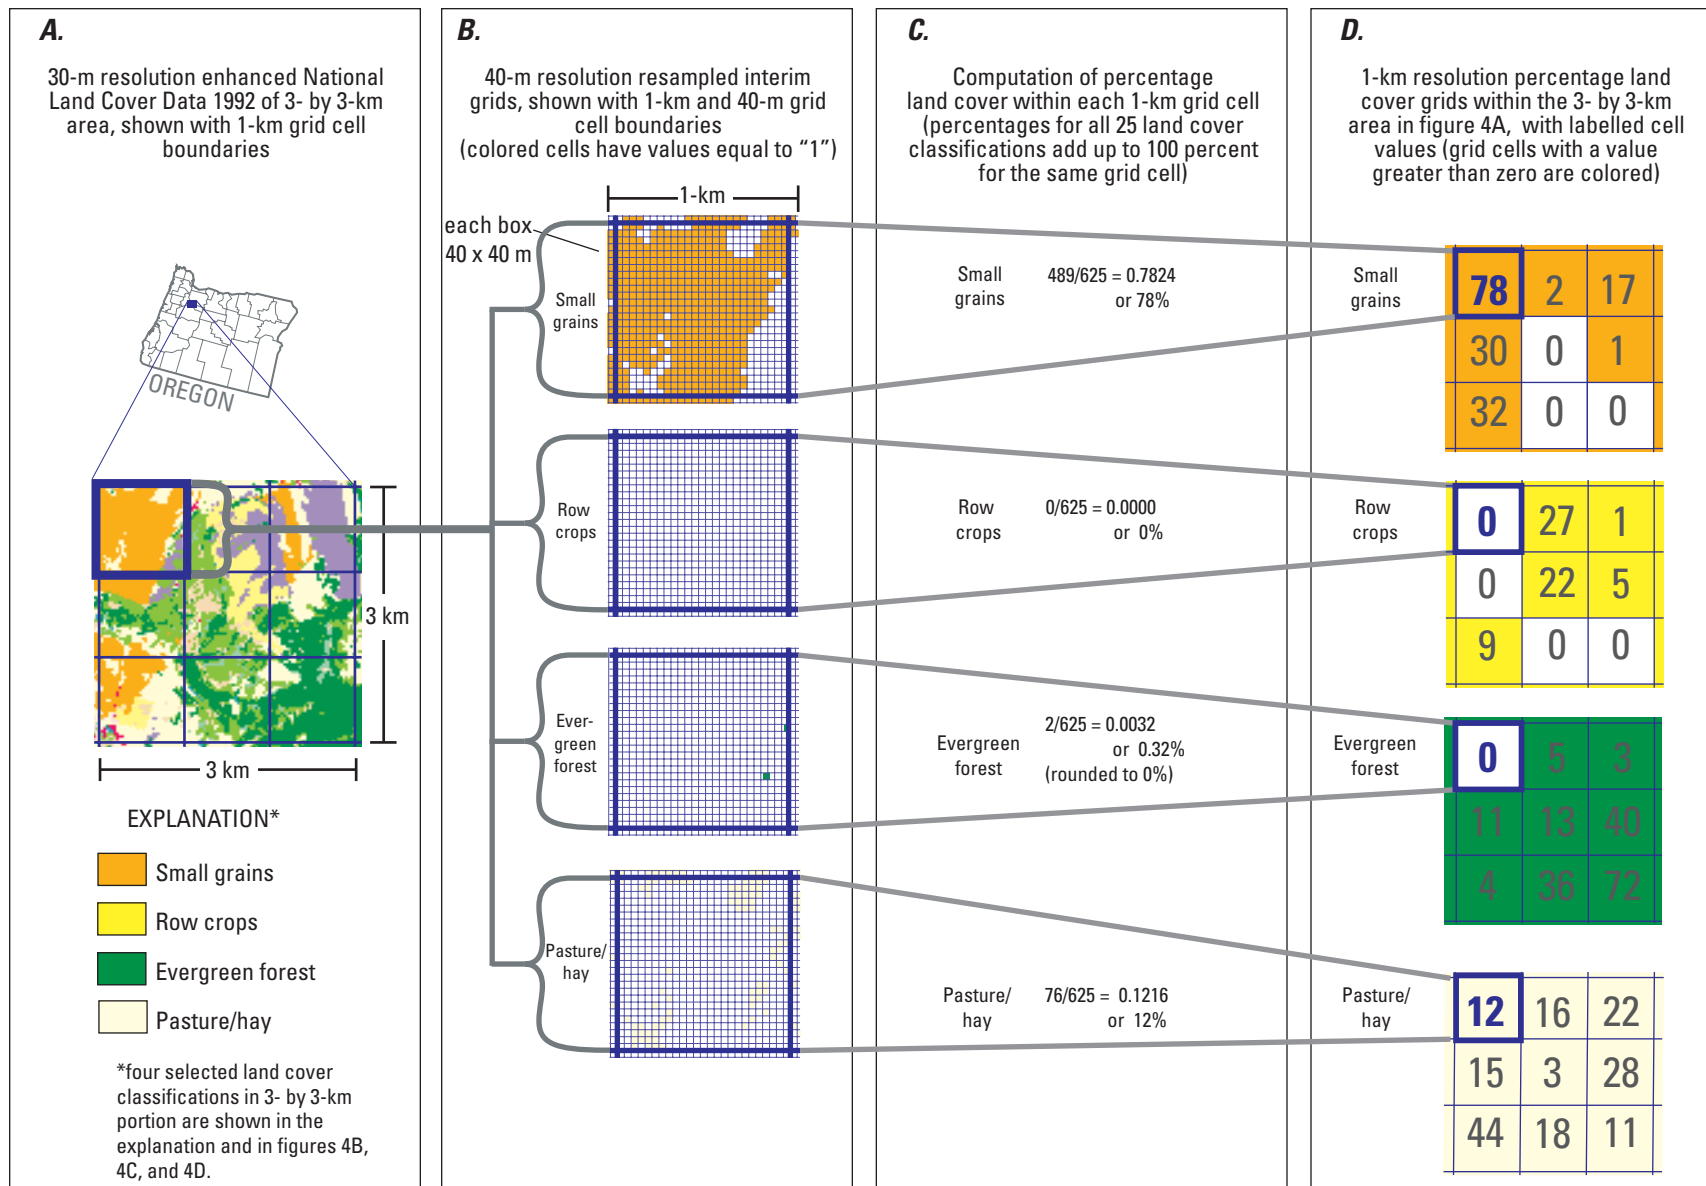 A.
30-m resolution enhanced National
Land Cover Data 1992 of 3- by 3-km
area, shown with 1-km grid cell
boundaries
OREGON
3 km
3 km
EXPLANATION*
Small grains
Row crops
Evergreen forest
Pasture/hay
*four selected land cover
classifications in 3- by 3-km
portion are shown in the
explanation and in figures 4B,
4C, and 4D.
B.
40-m resolution resampled interim
grids, shown with 1-km and 40-m grid
cell boundaries
(colored cells have values equal to “1”)
1-km
each box
40 x 40 m
Small
grains
Row
crops
Ever-
green
forest
Pasture/
hay
C.
Computation of percentage
land cover within each 1-km grid cell
(percentages for all 25 land cover
classifications add up to 100 percent
for the same grid cell)
Small
grains
489/625 = 0.7824
or 78%
Row
crops
0/625 = 0.0000
or 0%
Evergreen
forest
2/625 = 0.0032
or 0.32%
(rounded to 0%)
Pasture/
hay
76/625 = 0.1216
or 12%
D.
1-km resolution percentage land
cover grids within the 3- by 3-km
area in figure 4A, with labelled cell
values (grid cells with a value
greater than zero are colored)
Small
grains
78 2 17
30 0 1
32 0 0
Row
crops
0 27 1
0 22 5
9 0 0
Evergreen
forest
0 5 3
11 13 40
4 36 72
Pasture/
hay
12 16 22
15 3 28
44 18 11